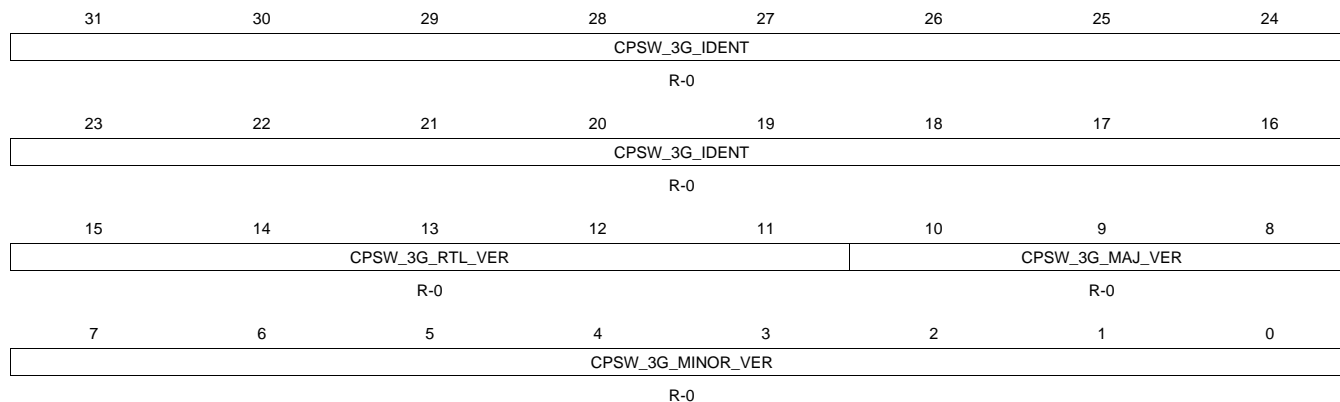 31 30 29 28 27 26 25 24
CPSW_3G_IDENT
R-0
23 22 21 20 19 18 17 16
CPSW_3G_IDENT
R-0
15 14 13 12 11 10 9 8
CPSW_3G_RTL_VER CPSW_3G_MAJ_VER
R-0 R-0
7 6 5 4 3 2 1 0
CPSW_3G_MINOR_VER
R-0